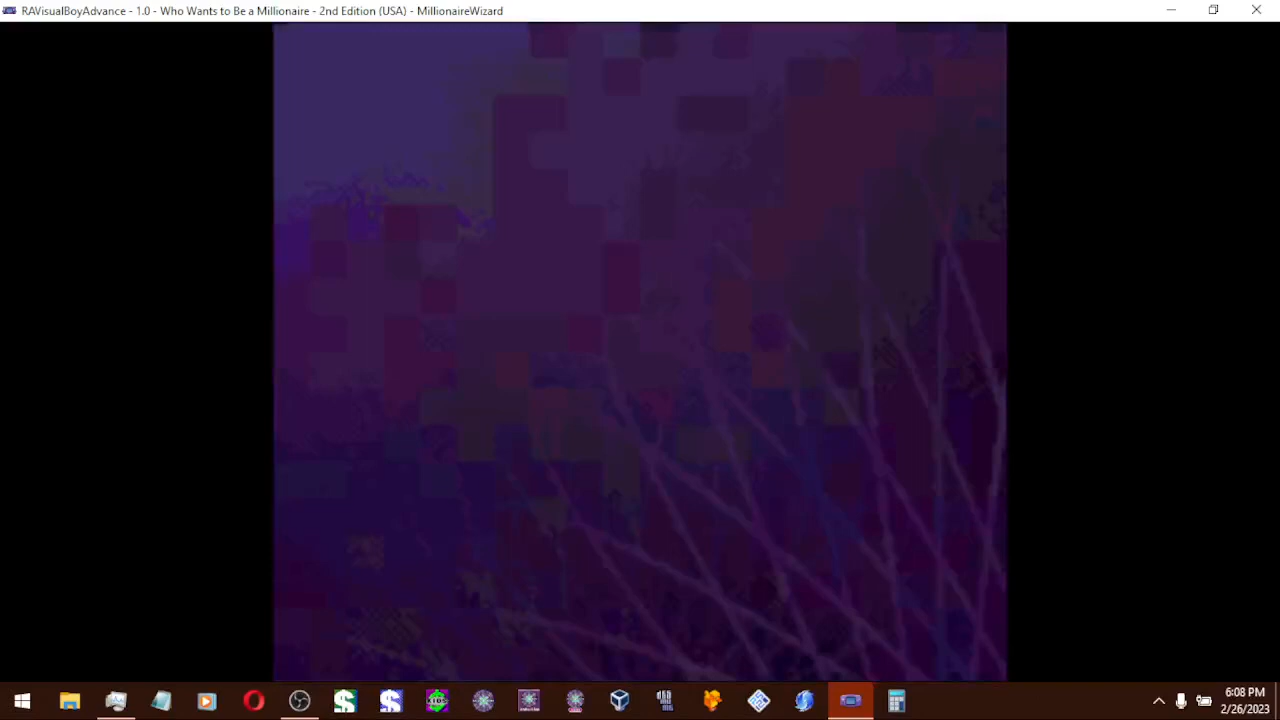 RAVisualBoyAdvance - 1.0 - Who Wants to Be a Millionaire - 2nd Edition (USA) - MillionaireWizard
6:08 PM
2/26/2023